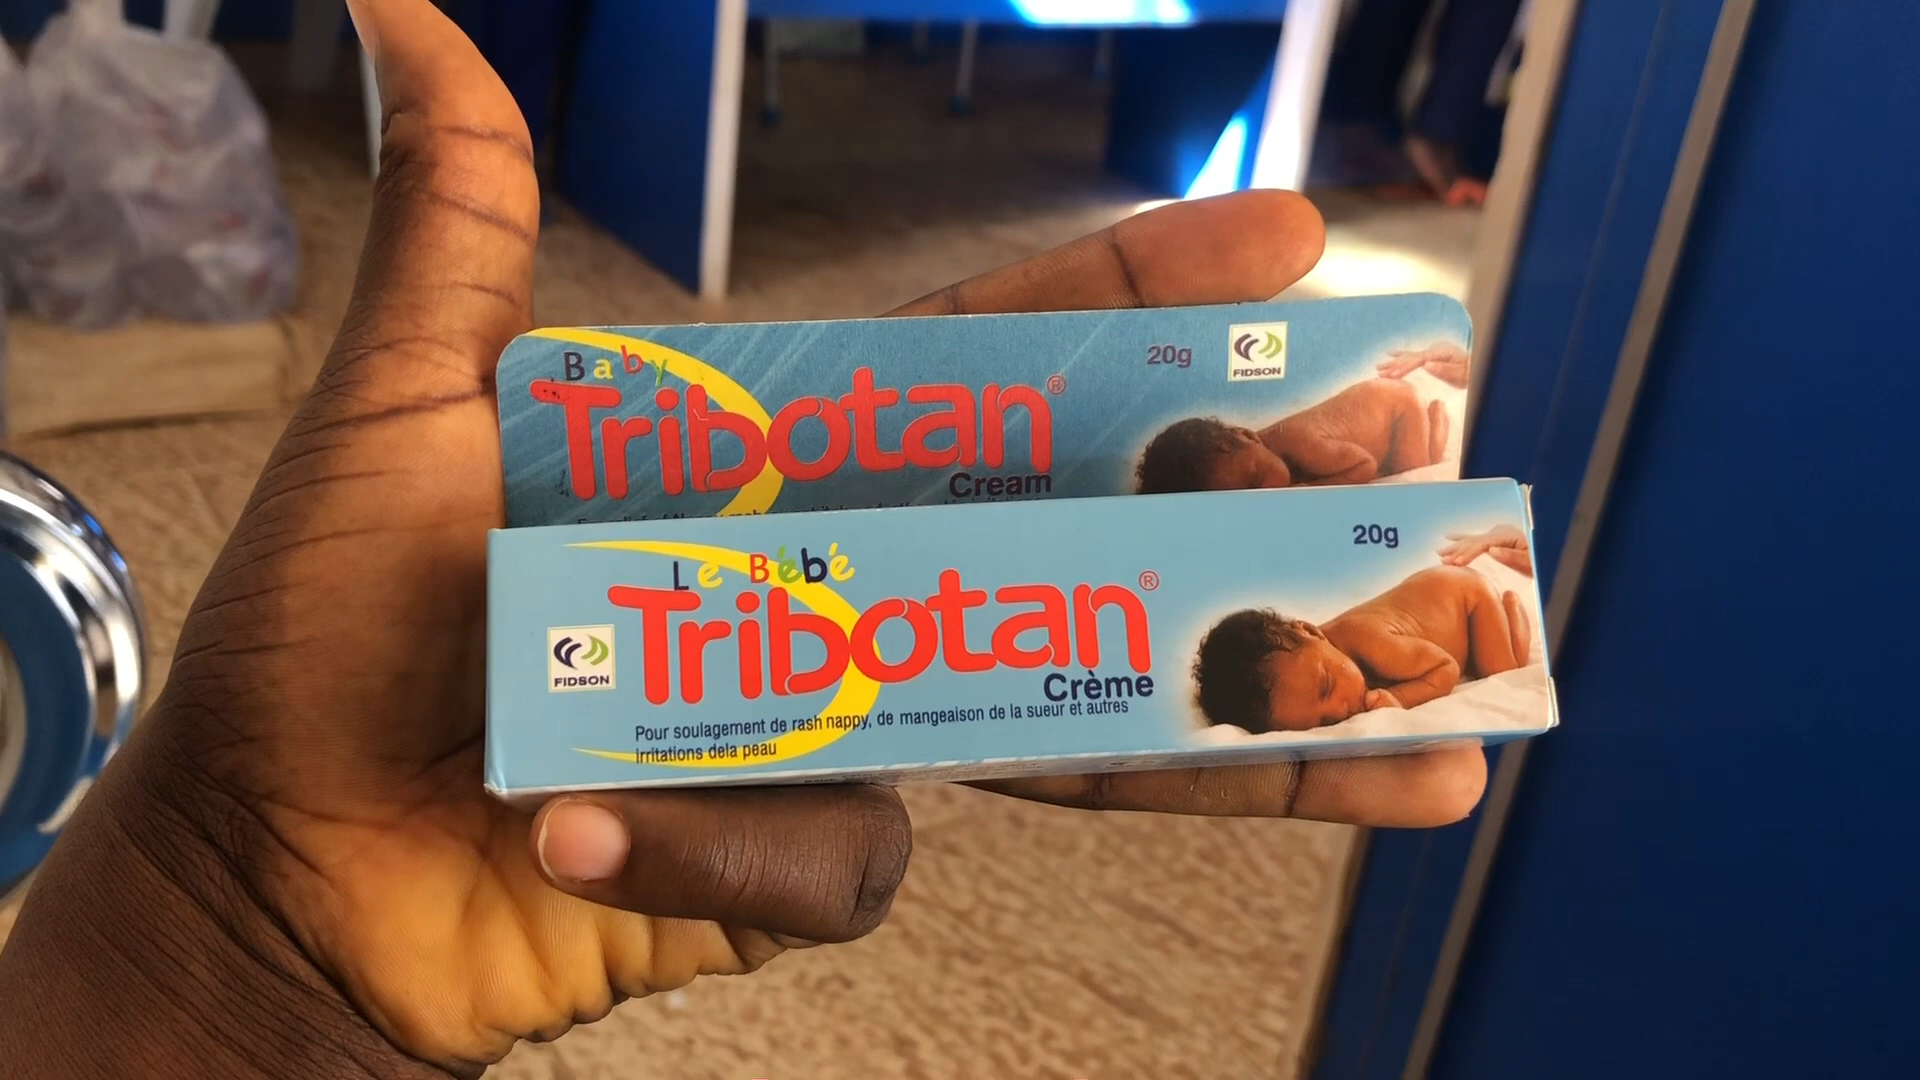 Baby
Tribotan®
Cream
20g
FIDSON
Le Bébé
Tribotan®
Crème
20g
FIDSON
Pour soulagement de rash nappy, de mangeaison de la sueur et autres
irritations dela peau